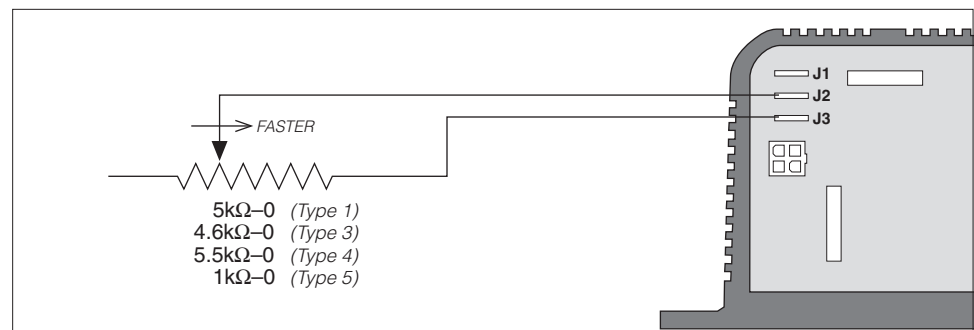 J1
J2
J3
FASTER
5kΩ–0 (Type 1)
4.6kΩ–0 (Type 3)
5.5kΩ–0 (Type 4)
1kΩ–0 (Type 5)